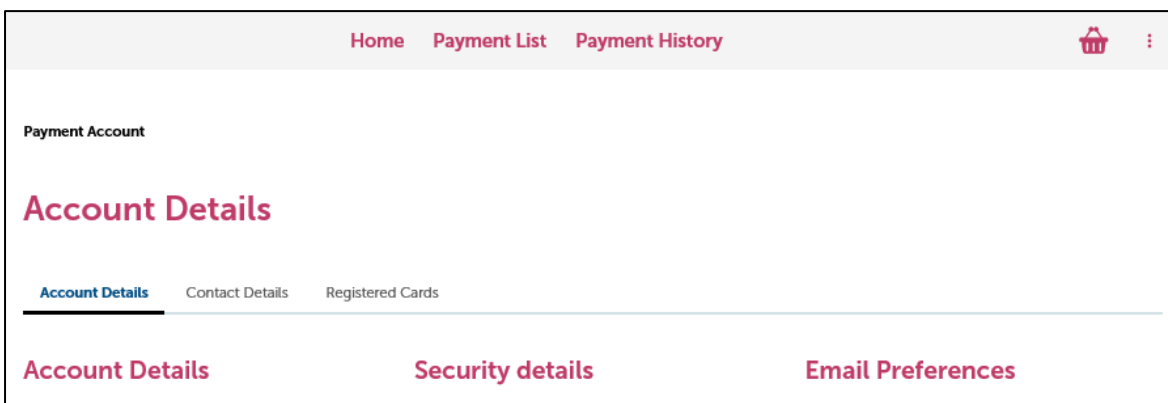 Home Payment List Payment History
Payment Account
Account Details
Account Details Contact Details Registered Cards
Account Details Security details Email Preferences